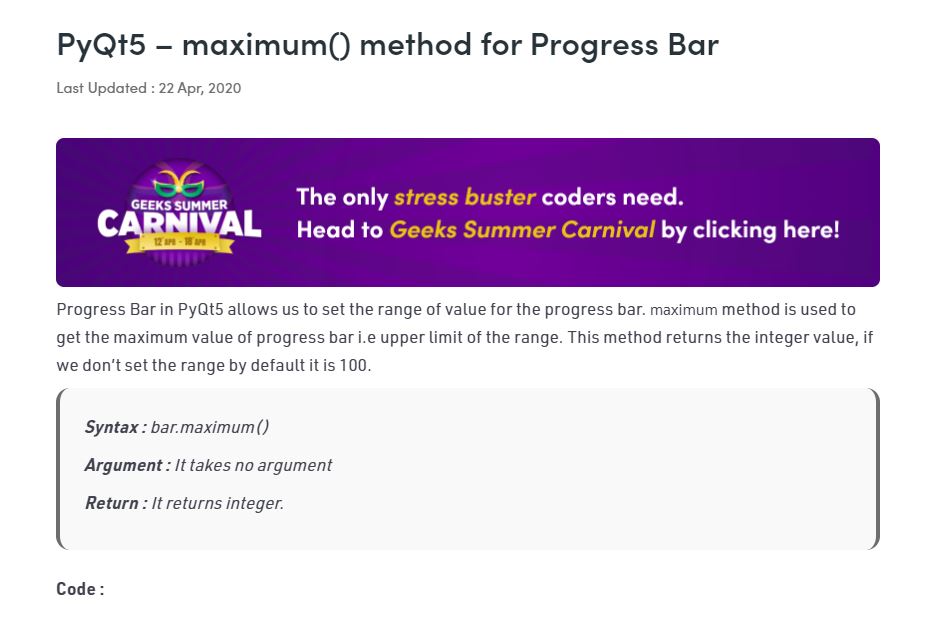 PyQt5 – maximum() method for Progress Bar
Last Updated : 22 Apr, 2020
GEEKS SUMMER
CARNIVAL
12 APR - 18 APR
The only stress buster coders need.
Head to Geeks Summer Carnival by clicking here!
Progress Bar in PyQt5 allows us to set the range of value for the progress bar. maximum method is used to
get the maximum value of progress bar i.e upper limit of the range. This method returns the integer value, if
we don’t set the range by default it is 100.
Syntax : bar.maximum()
Argument : It takes no argument
Return : It returns integer.
Code :